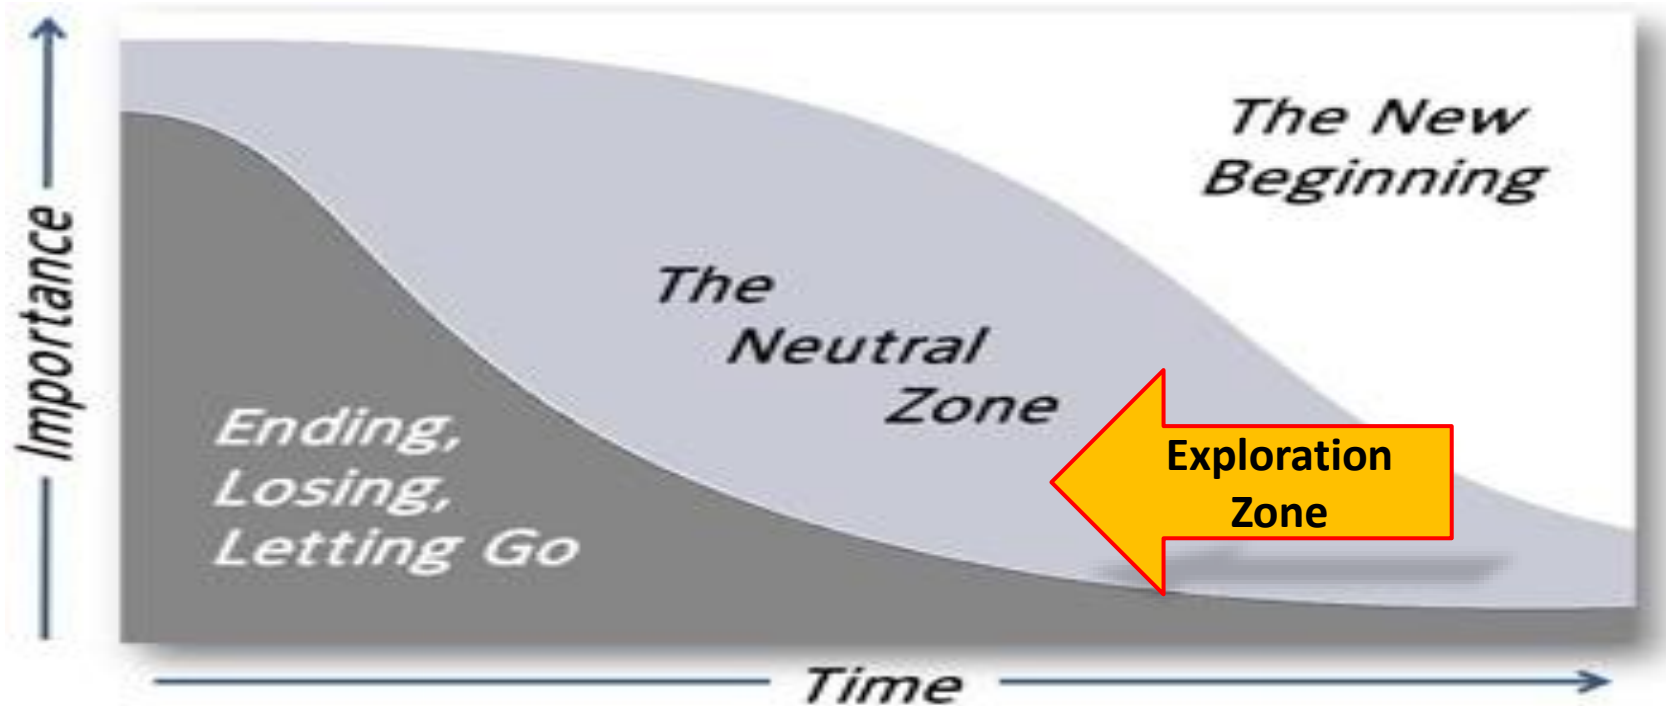 Importance
The New
Beginning
The
Neutral
Zone
Exploration
Zone
Ending,
Losing,
Letting Go
Time